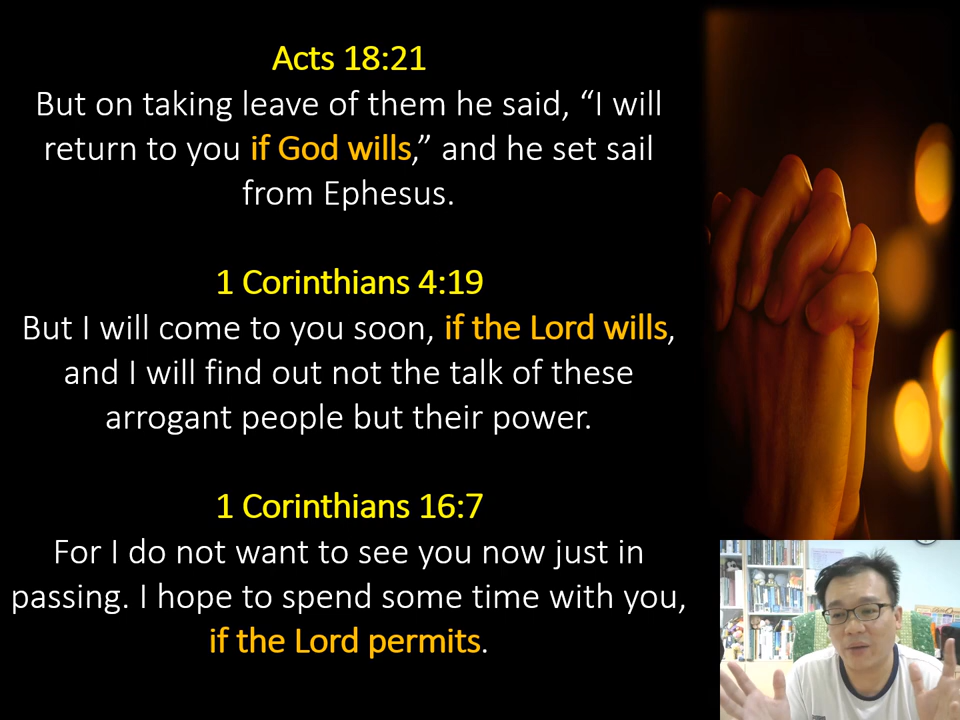 Acts 18:21
But on taking leave of them he said, “I will
return to you if God wills,” and he set sail
from Ephesus.
1 Corinthians 4:19
But I will come to you soon, if the Lord wills,
and I will find out not the talk of these
arrogant people but their power.
1 Corinthians 16:7
For I do not want to see you now just in
passing. I hope to spend some time with you,
if the Lord permits.